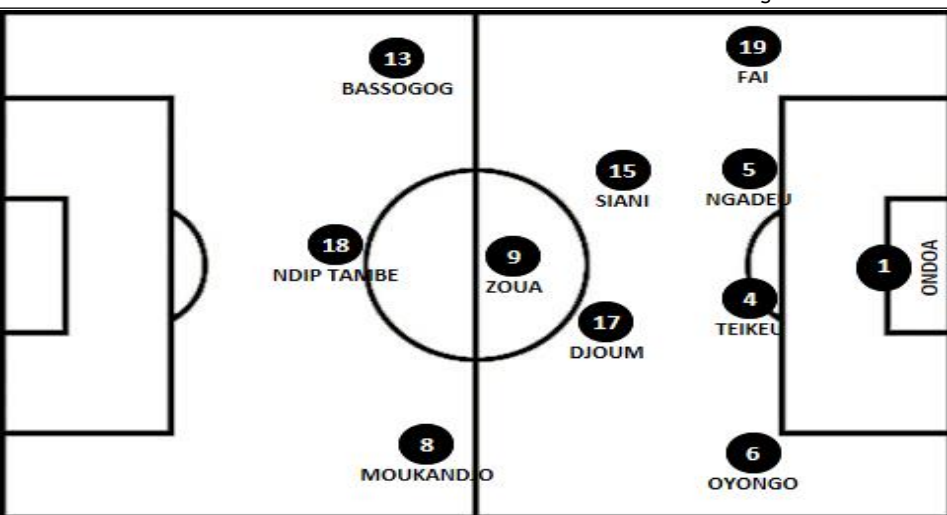 13
BASSOGOG
19
FAI
15
SIANI
5
NGADEU
18
NDIP TAMBE
9
ZOUA
1
ONDOA
17
DJOUM
4
TEIKEU
8
MOUKANDJO
6
OYONGO